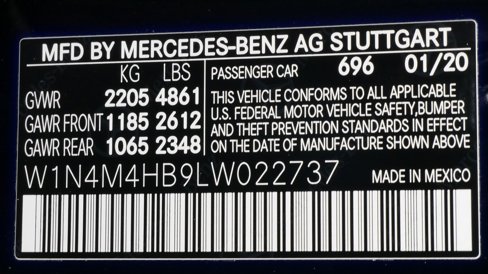 MFD BY MERCEDES-BENZ AG STUTTGART
KG LBS
GVWR 2205 4861
GAWR FRONT 1185 2612
GAWR REAR 1065 2348
PASSENGER CAR 696 01/20
THIS VEHICLE CONFORMS TO ALL APPLICABLE
U.S. FEDERAL MOTOR VEHICLE SAFETY,BUMPER
AND THEFT PREVENTION STANDARDS IN EFFECT
ON THE DATE OF MANUFACTURE SHOWN ABOVE
W1N4M4HB9LW022737 MADE IN MEXICO